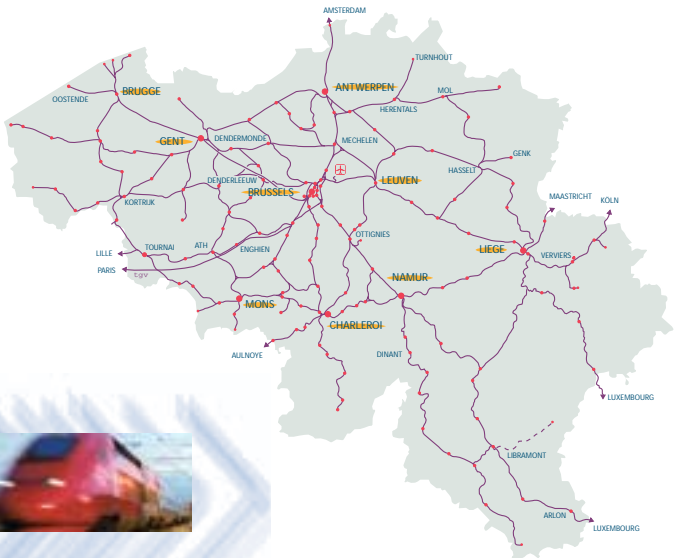 AMSTERDAM
TURNHOUT
ANTWERPEN
MOL
BRUGGE
OOSTENDE
HERENTALS
GENT
DENDERMONDE
MECHELEN
GENK
HASSELT
DENDERLEEUW
BRUSSELS
LEUVEN
KORTRIJK
MAASTRICHT
KÖLN
OTTIGNIES
LILLE
TOURNAI
ATH
ENGHIEN
LIEGE
VERVIERS
PARIS
tgv
NAMUR
MONS
CHARLEROI
AULNOYE
DINANT
LUXEMBOURG
LIBRAMONT
ARLON
LUXEMBOURG